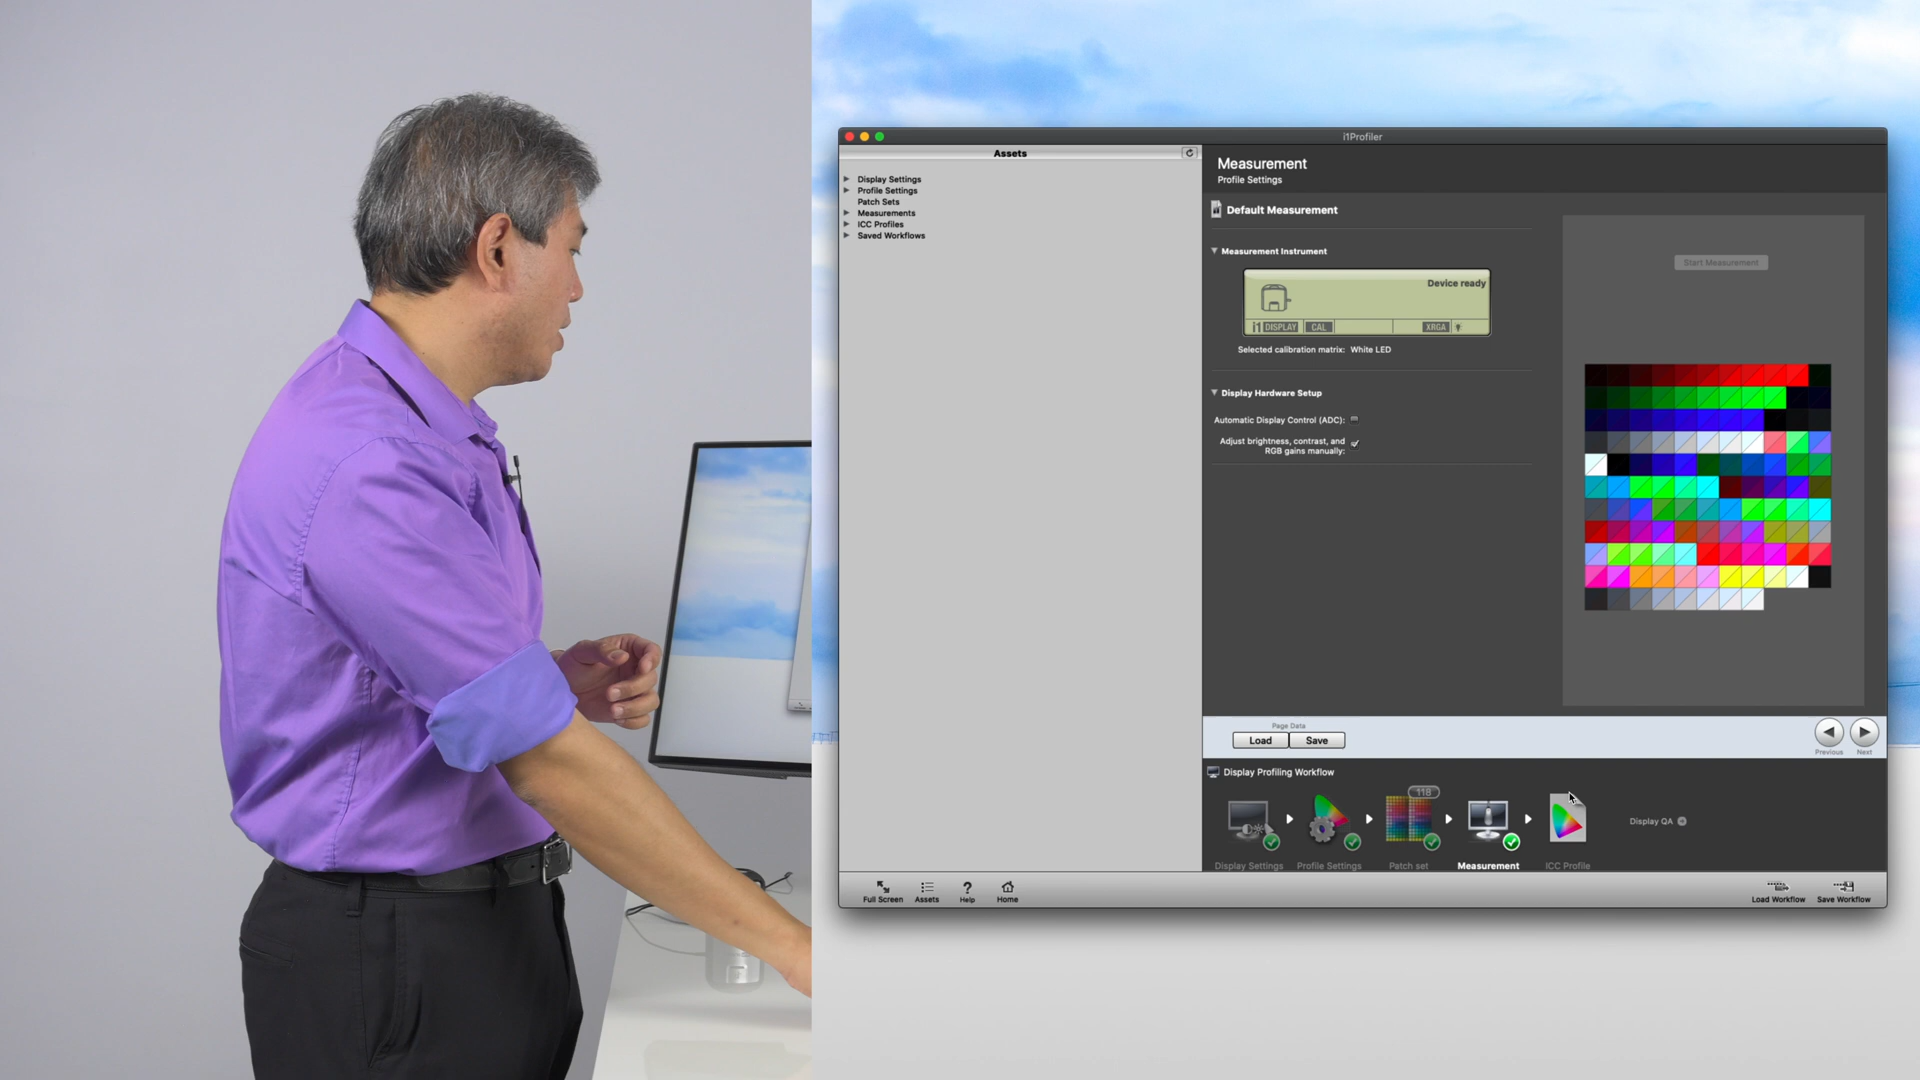 i1Profiler
Assets
Display Settings
Profile Settings
Patch Sets
Measurements
ICC Profiles
Saved Workflows
Measurement
Profile Settings
Default Measurement
Measurement Instrument
Device ready
i1 DISPLAY CAL XRGA
Selected calibration matrix: White LED
Display Hardware Setup
Automatic Display Control (ADC):
Adjust brightness, contrast, and
RGB gains manually:
Start Measurement
Page Data
Load Save
Previous Next
Display Profiling Workflow
118
Display QA
Display Settings Profile Settings Patch set Measurement ICC Profile
Full Screen Assets Help Home
Load Workflow Save Workflow